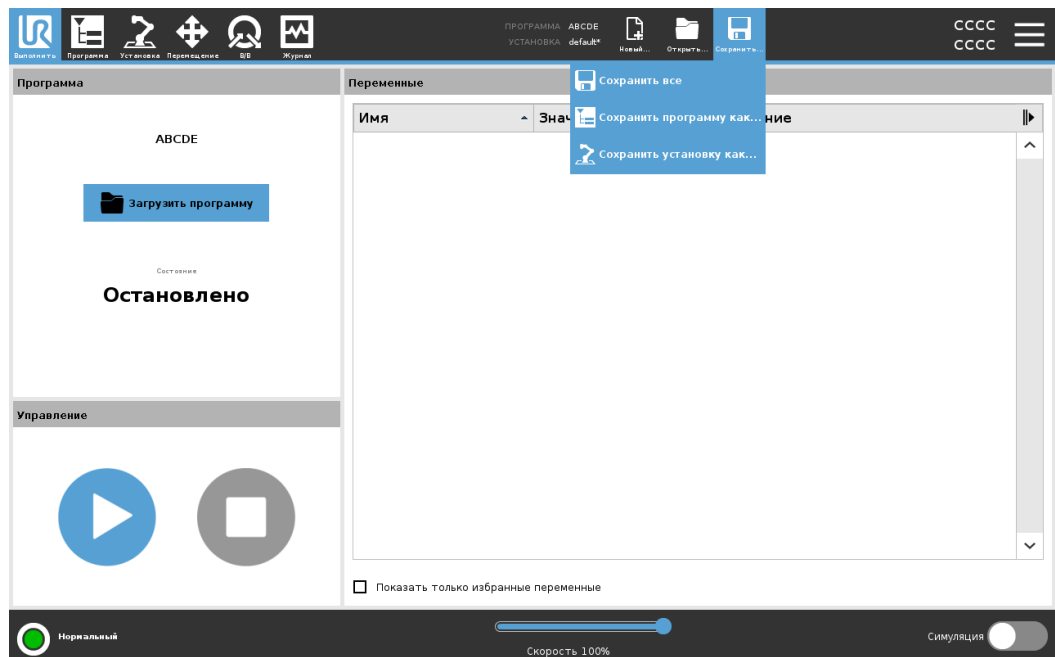 UR
Выполнить Программа Установка Перемещение В/В Журнал
ПРОГРАММА ABCDE
УСТАНОВКА default*
Новый... Открыть... Сохранить...
CCCC
CCCC
Сохранить все
Сохранить программу как...
Сохранить установку как...
Программа
ABCDE
Загрузить программу
Состояние
Остановлено
Управление
Переменные
Имя Знач ние
Показать только избранные переменные
Нормальный
Скорость 100%
Симуляция